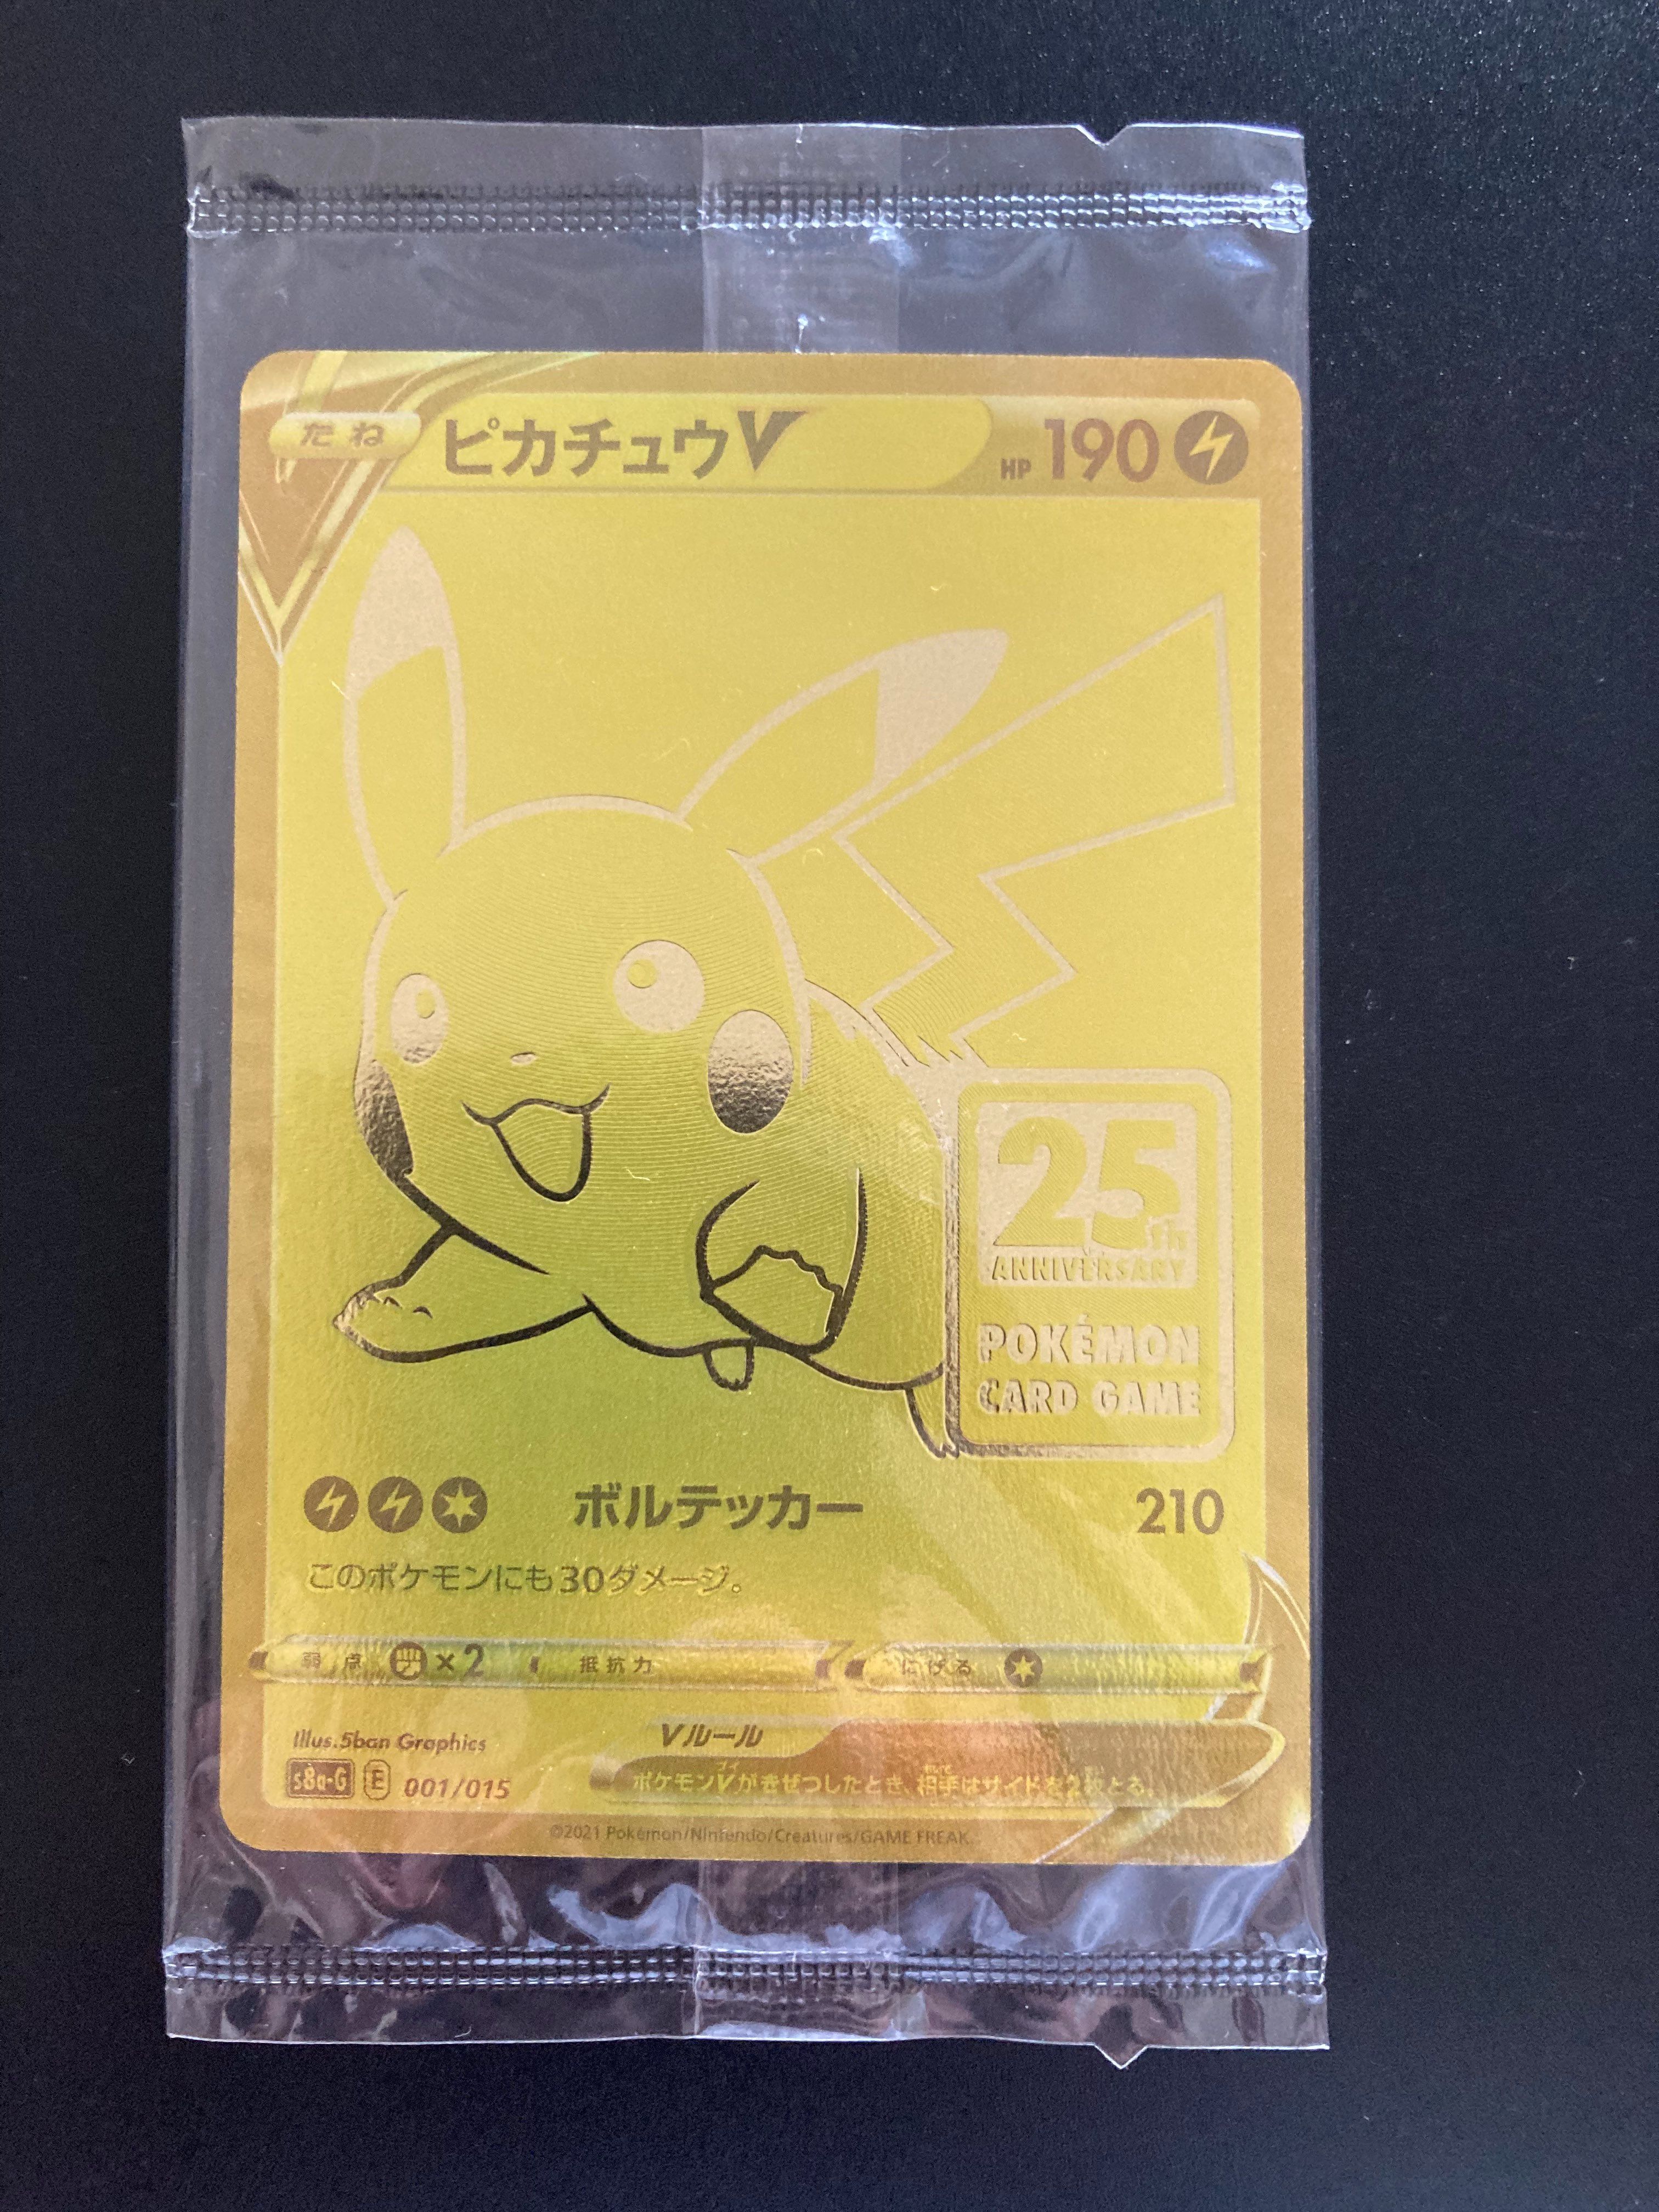 たね ピカチュウV HP 190
25th
ANNIVERSARY
POKÉMON
CARD GAME
ボルテッカー 210
このポケモンにも30ダメージ。
弱点 ×2 抵抗力 にげる
Illus.5ban Graphics
Vルール
s8a-G E 001/015
ポケモンVがきぜつしたとき、相手はサイドを2枚とる。
©2021 Pokémon/Nintendo/Creatures/GAME FREAK.